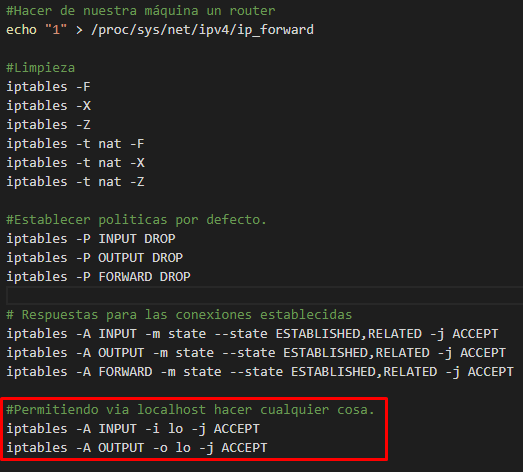 #Hacer de nuestra máquina un router
echo "1" > /proc/sys/net/ipv4/ip_forward
#Limpieza
iptables -F
iptables -X
iptables -Z
iptables -t nat -F
iptables -t nat -X
iptables -t nat -Z
#Establecer politicas por defecto.
iptables -P INPUT DROP
iptables -P OUTPUT DROP
iptables -P FORWARD DROP
# Respuestas para las conexiones establecidas
iptables -A INPUT -m state --state ESTABLISHED,RELATED -j ACCEPT
iptables -A OUTPUT -m state --state ESTABLISHED,RELATED -j ACCEPT
iptables -A FORWARD -m state --state ESTABLISHED,RELATED -j ACCEPT
#Permitiendo via localhost hacer cualquier cosa.
iptables -A INPUT -i lo -j ACCEPT
iptables -A OUTPUT -o lo -j ACCEPT